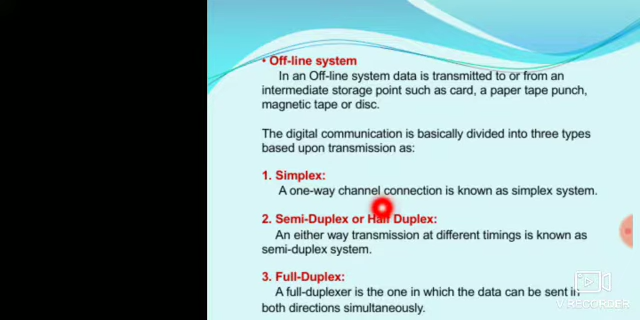 • Off-line system
In an Off-line system data is transmitted to or from an
intermediate storage point such as card, a paper tape punch,
magnetic tape or disc.
The digital communication is basically divided into three types
based upon transmission as:
1. Simplex:
A one-way channel connection is known as simplex system.
2. Semi-Duplex or Half Duplex:
An either way transmission at different timings is known as
semi-duplex system.
3. Full-Duplex:
A full-duplexer is the one in which the data can be sent in
both directions simultaneously.
V RECORDER